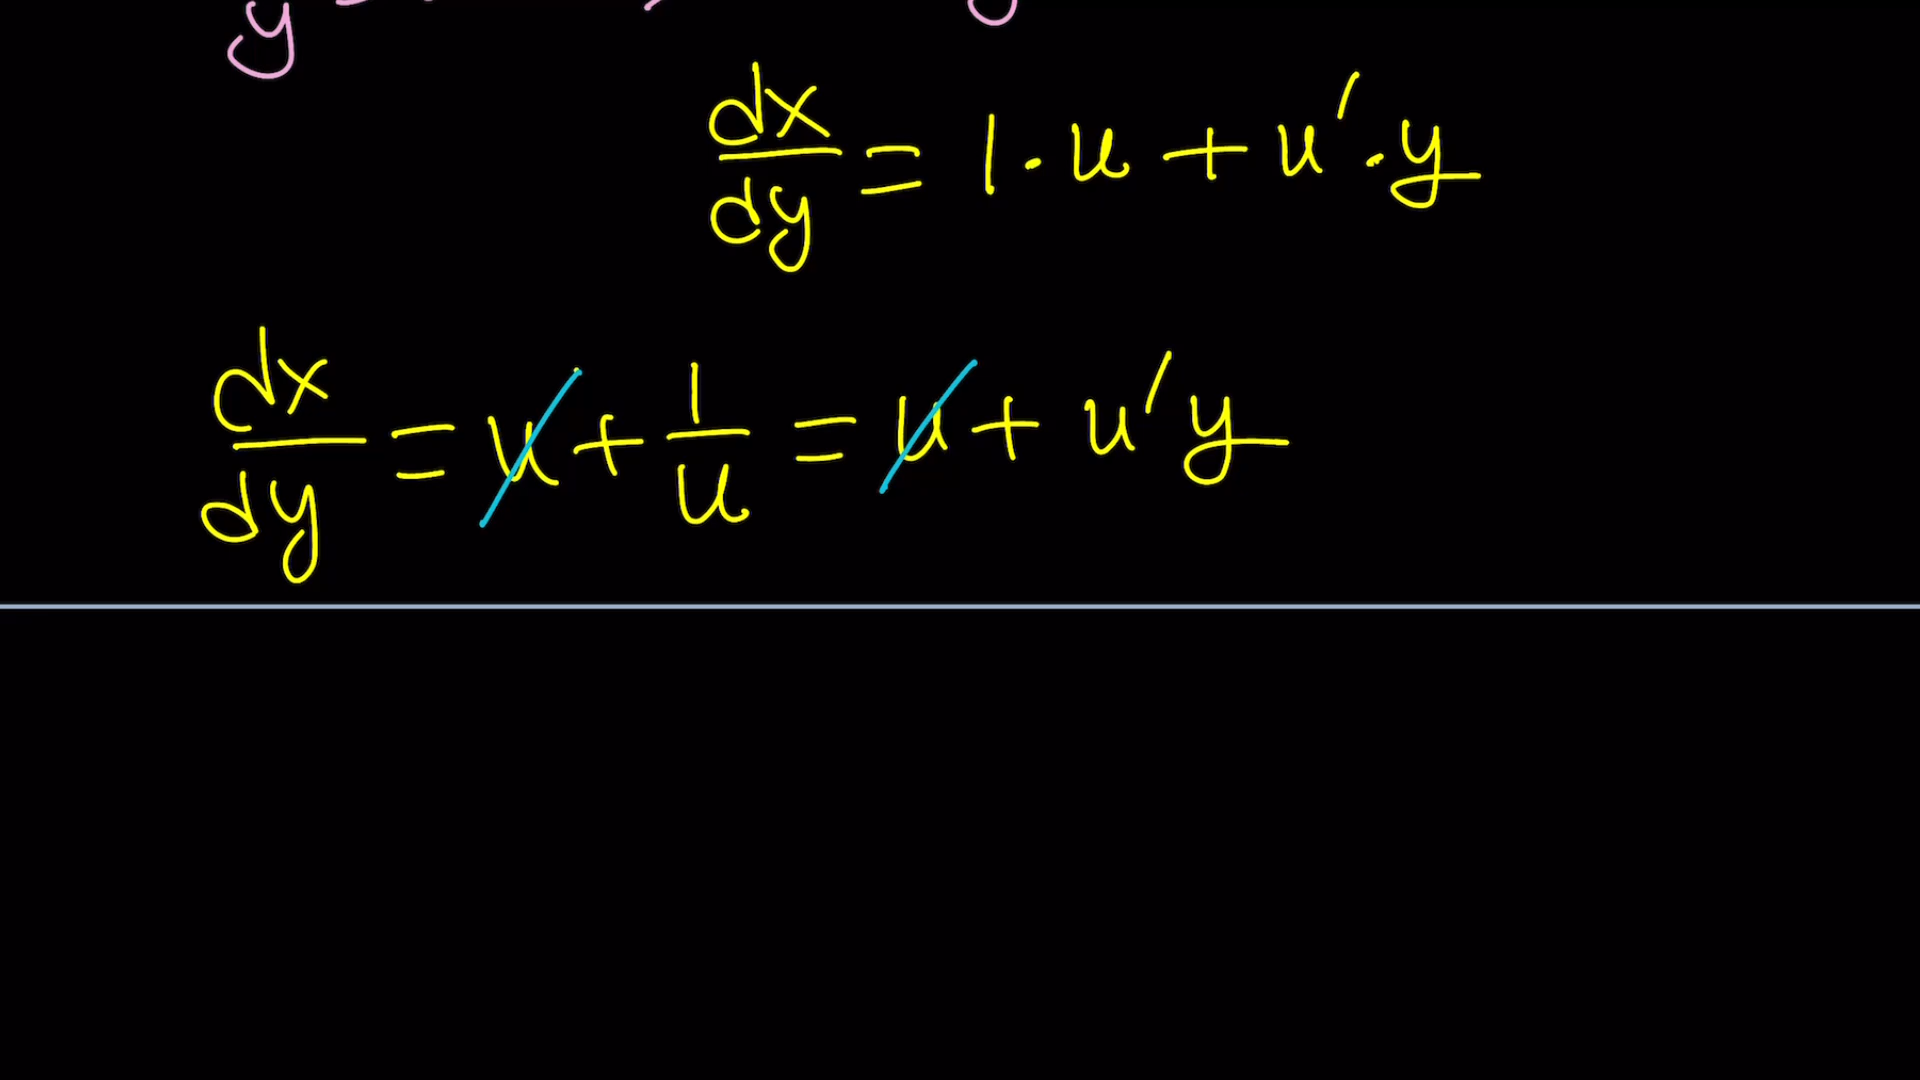 y
dx/dy = 1 · u + u' · y
dx/dy = u + 1/u = u + u'y